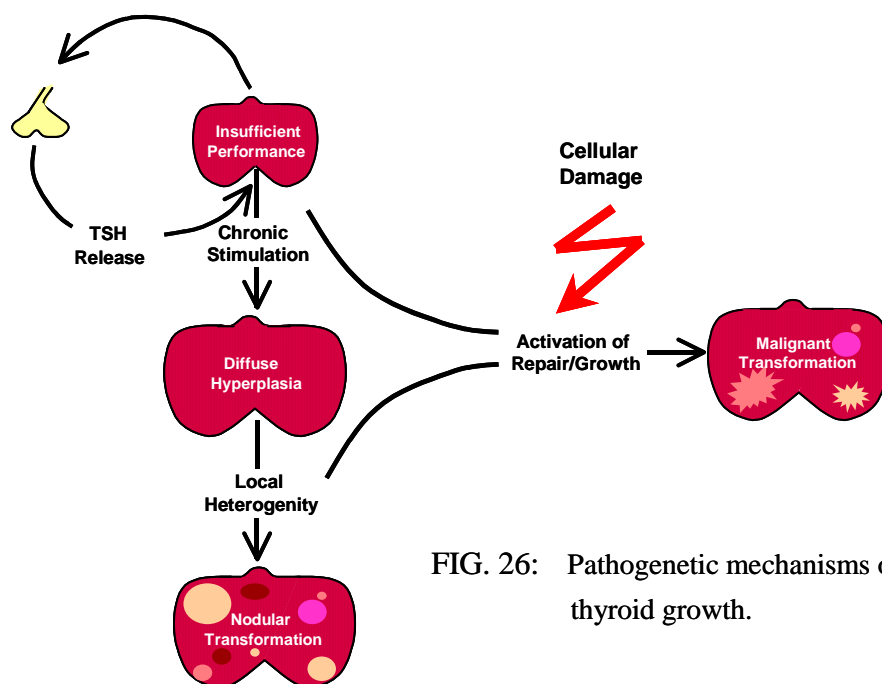 Insufficient
Performance
TSH
Release
Chronic
Stimulation
Cellular
Damage
Diffuse
Hyperplasia
Activation of
Repair/Growth
Malignant
Transformation
Local
Heterogenity
Nodular
Transformation
FIG. 26: Pathogenetic mechanisms
thyroid growth.